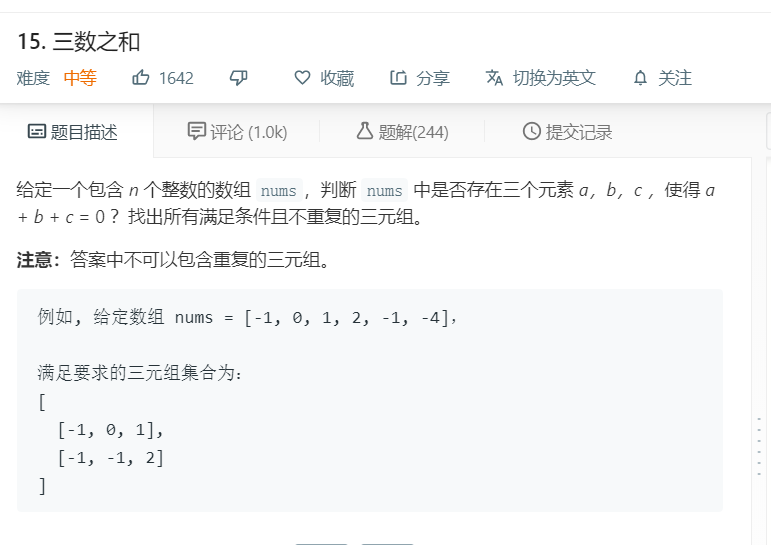 15. 三数之和
难度 中等 1642 收藏 分享 切换为英文 关注
题目描述 评论 (1.0k) 题解(244) 提交记录
给定一个包含 n 个整数的数组 nums，判断 nums 中是否存在三个元素 a，b，c ，使得 a
+ b + c = 0 ？找出所有满足条件且不重复的三元组。
注意：答案中不可以包含重复的三元组。
例如, 给定数组 nums = [-1, 0, 1, 2, -1, -4]，
满足要求的三元组集合为：
[
[-1, 0, 1],
[-1, -1, 2]
]